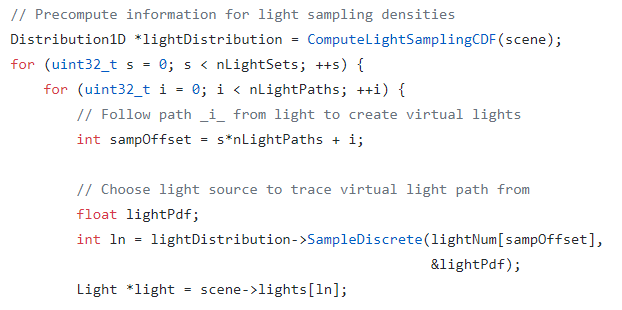 // Precompute information for light sampling densities
Distribution1D *lightDistribution = ComputeLightSamplingCDF(scene);
for (uint32_t s = 0; s < nLightSets; ++s) {
    for (uint32_t i = 0; i < nLightPaths; ++i) {
        // Follow path _i_ from light to create virtual lights
        int sampOffset = s*nLightPaths + i;

        // Choose light source to trace virtual light path from
        float lightPdf;
        int ln = lightDistribution->SampleDiscrete(lightNum[sampOffset],
                                                   &lightPdf);
        Light *light = scene->lights[ln];